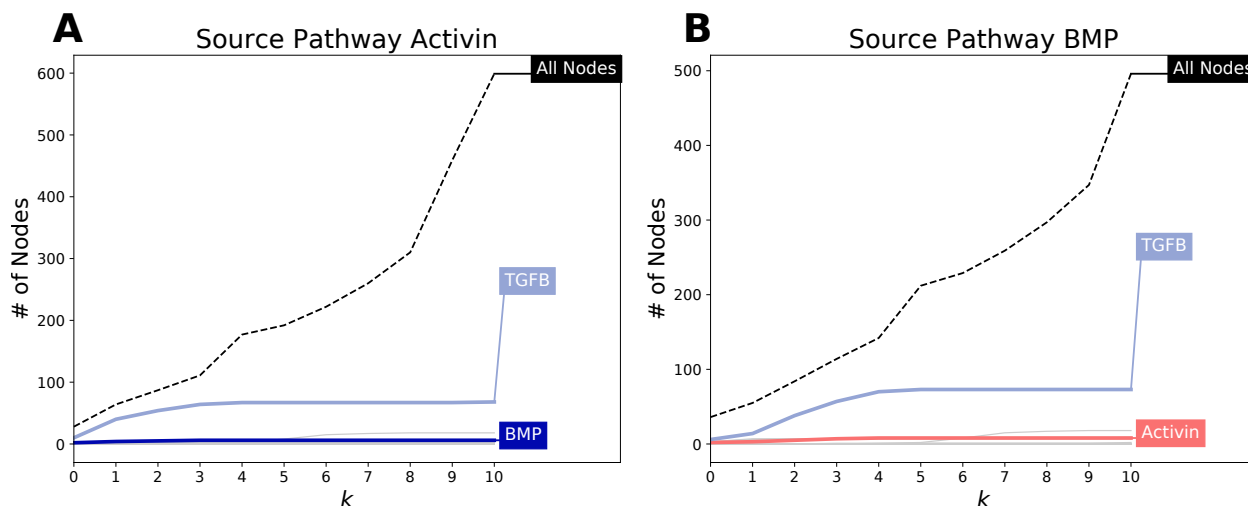 A
Source Pathway Activin
# of Nodes
600
500
400
300
200
100
0
All Nodes
TGFB
BMP
0 1 2 3 4 5 6 7 8 9 10
k
B
Source Pathway BMP
# of Nodes
500
400
300
200
100
0
All Nodes
TGFB
Activin
0 1 2 3 4 5 6 7 8 9 10
k